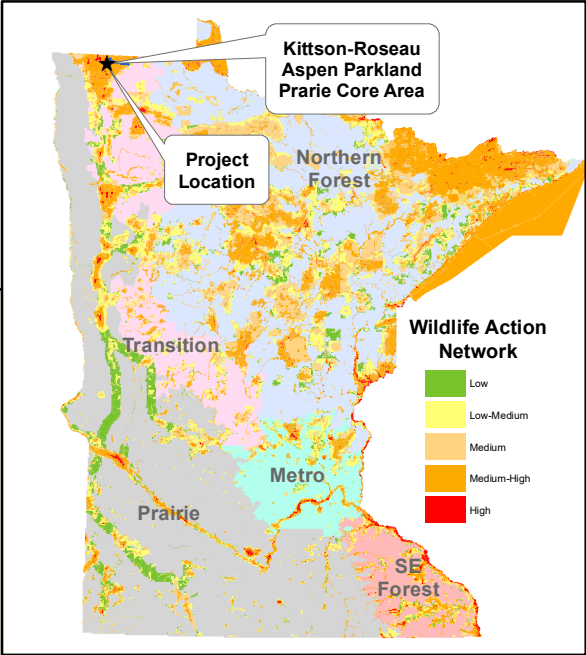 Kittson-Roseau
Aspen Parkland
Prarie Core Area
Project
Location
Northern
Forest
Wildlife Action
Network
Low
Low-Medium
Medium
Medium-High
High
Transition
Metro
Prairie
SE
Forest